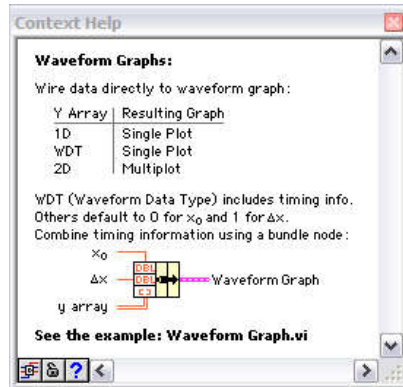 Context Help
Waveform Graphs:
Wire data directly to waveform graph:
Y Array | Resulting Graph
1D | Single Plot
WDT | Single Plot
2D | Multiplot
WDT (Waveform Data Type) includes timing info.
Others default to 0 for x₀ and 1 for Δx.
Combine timing information using a bundle node:
x₀
DBL
Δx DBL Waveform Graph
[]
y array
See the example: Waveform Graph.vi
?